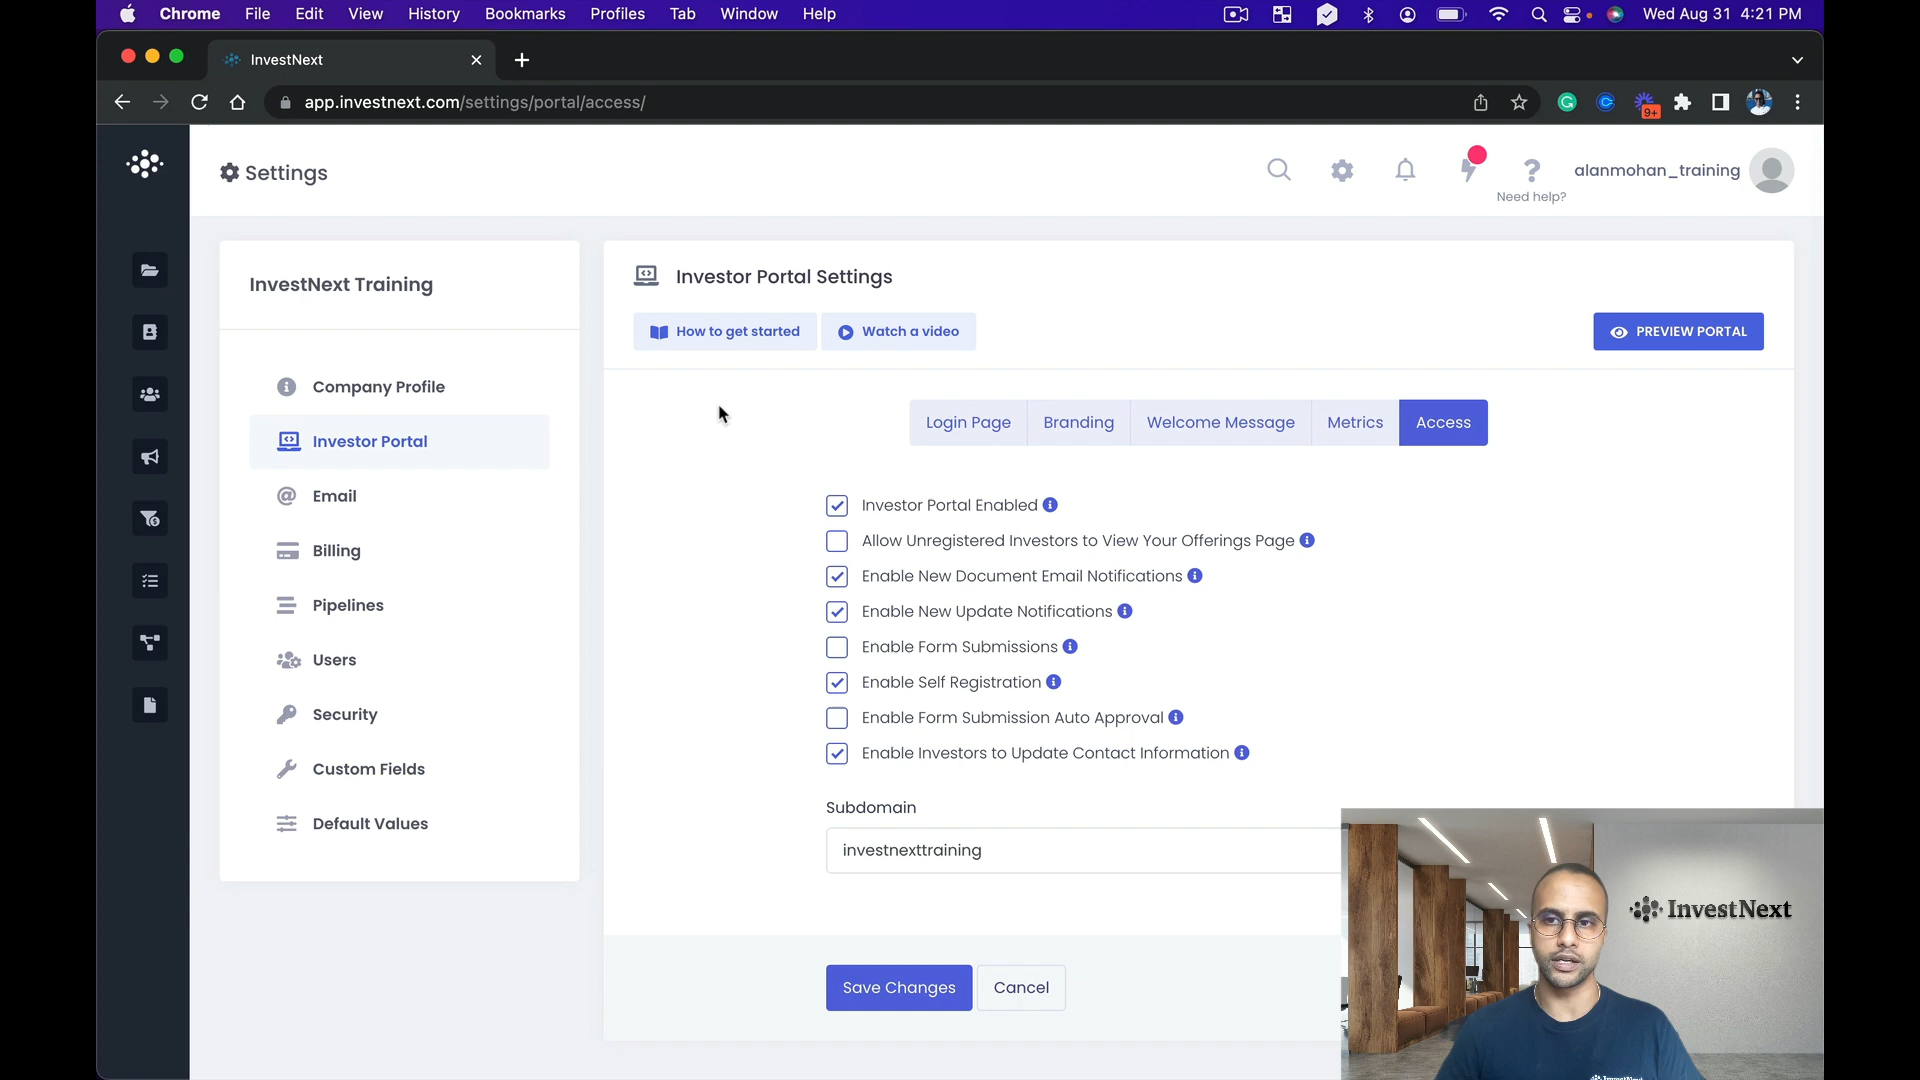 Chrome File Edit View History Bookmarks Profiles Tab Window Help Wed Aug 31 4:21 PM
InvestNext
app.investnext.com/settings/portal/access/
9+
Settings
alanmohan_training
Need help?
InvestNext Training
Company Profile
Investor Portal
Email
Billing
Pipelines
Users
Security
Custom Fields
Default Values
Investor Portal Settings
How to get started Watch a video PREVIEW PORTAL
Login Page Branding Welcome Message Metrics Access
Investor Portal Enabled
Allow Unregistered Investors to View Your Offerings Page
Enable New Document Email Notifications
Enable New Update Notifications
Enable Form Submissions
Enable Self Registration
Enable Form Submission Auto Approval
Enable Investors to Update Contact Information
Subdomain
investnexttraining
Save Changes Cancel
InvestNext
InvestNext